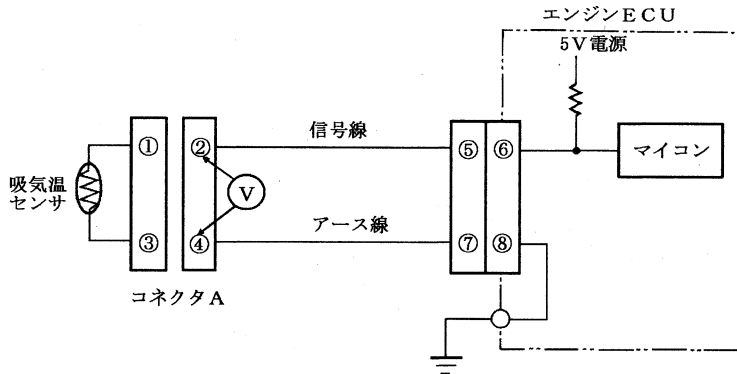 エンジンECU
5V電源
信号線
マイコン
吸気温
センサ
アース線
コネクタA
①
②
③
④
⑤
⑥
⑦
⑧
V